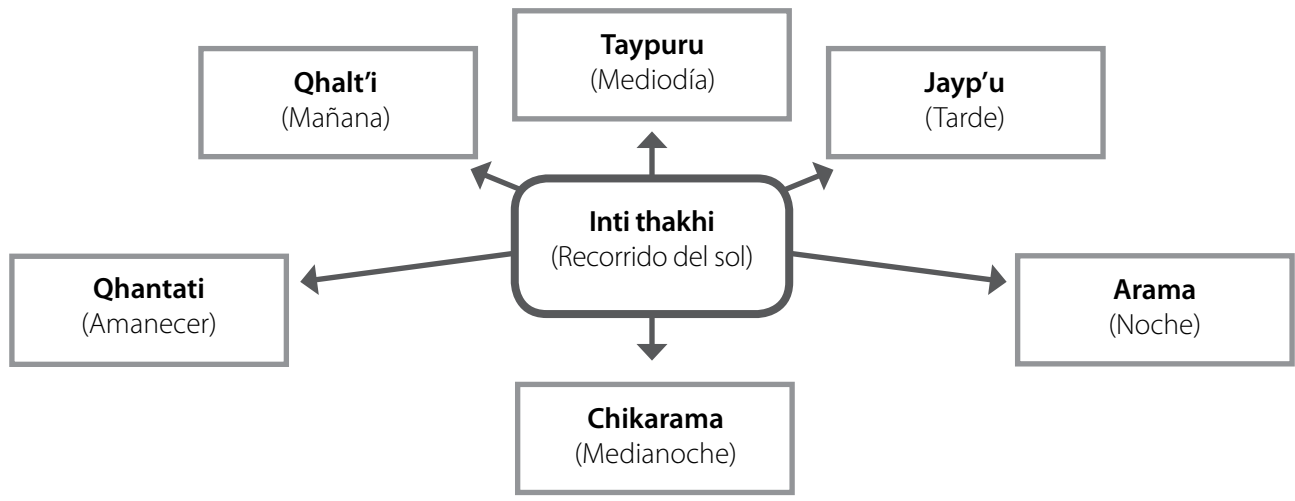 Taypuru
(Mediodía)
Qhalt’i
(Mañana)
Jayp’u
(Tarde)
Inti thakhi
(Recorrido del sol)
Qhantati
(Amanecer)
Arama
(Noche)
Chikarama
(Medianoche)